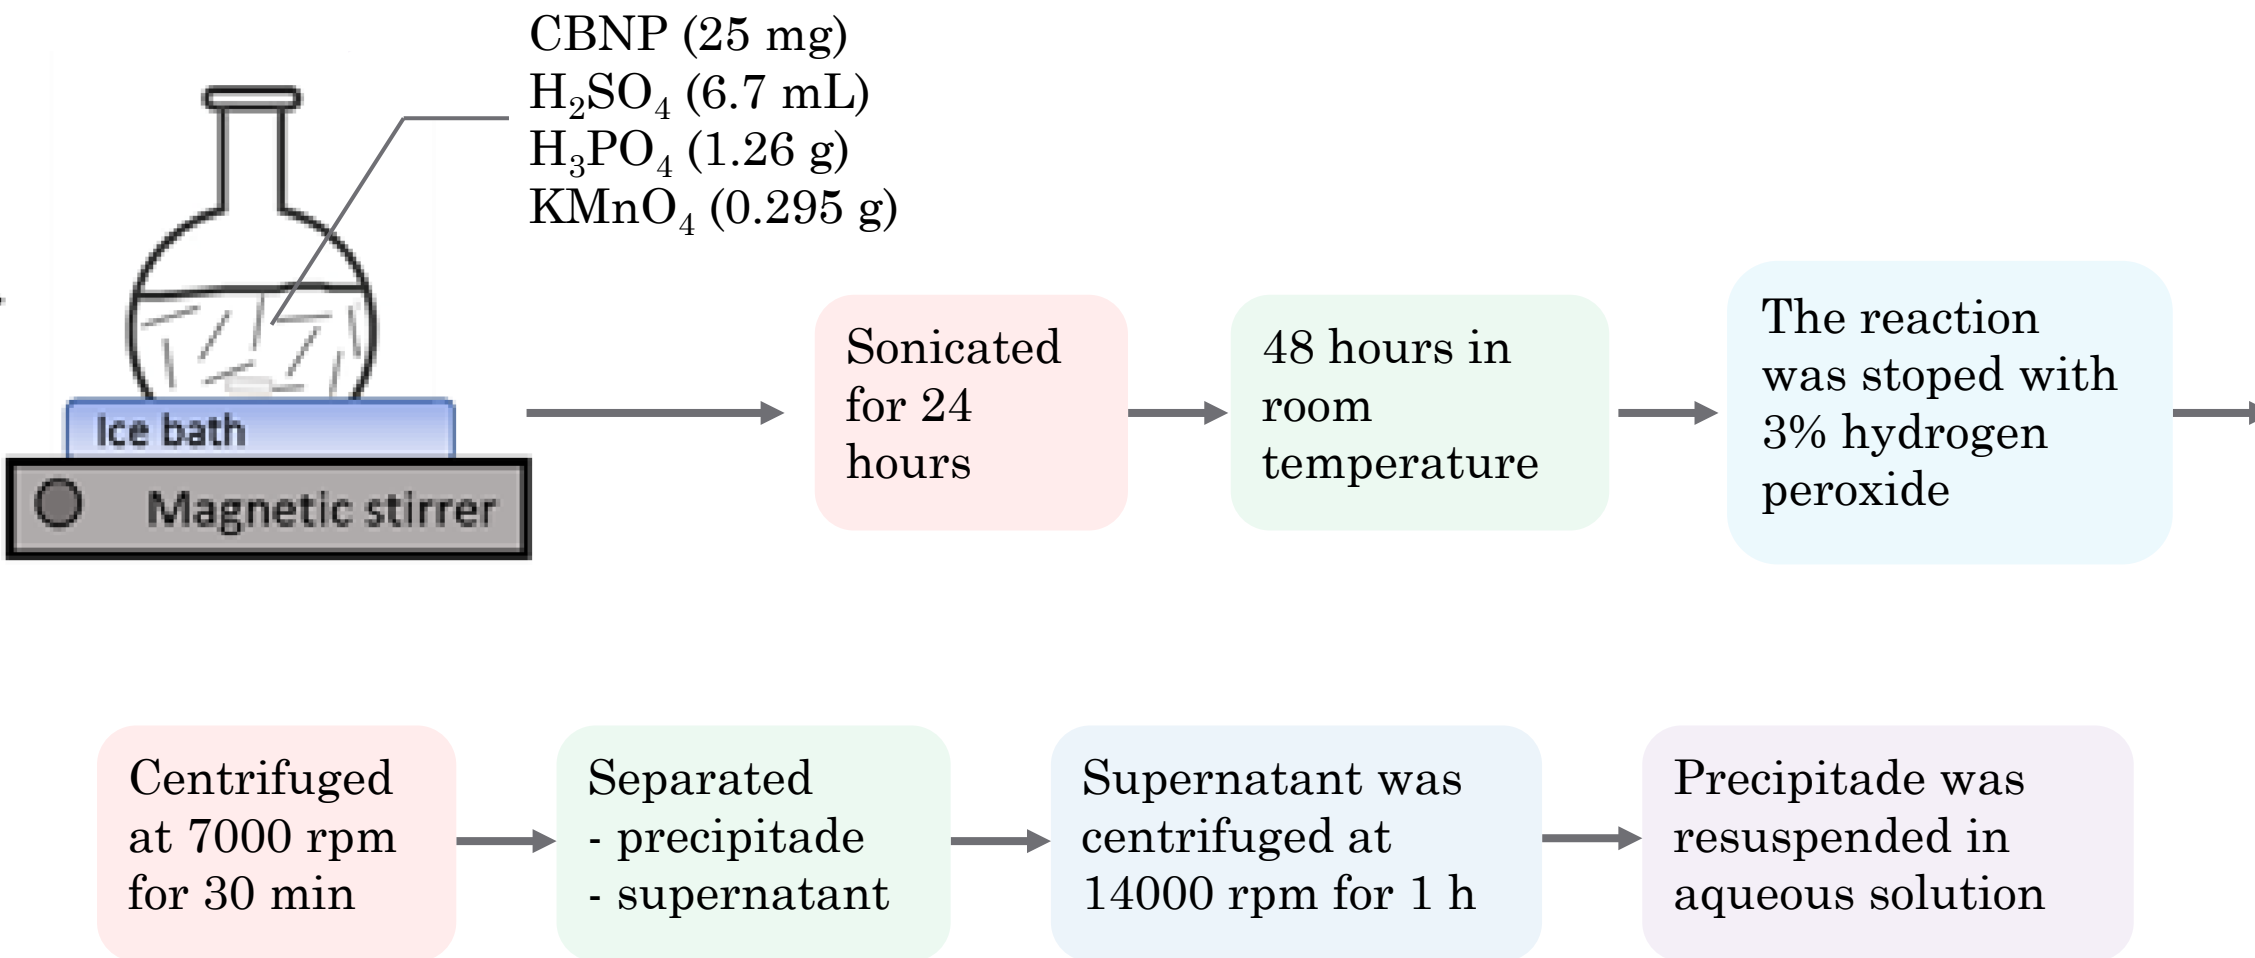 CBNP (25 mg)
H₂SO₄ (6.7 mL)
H₃PO₄ (1.26 g)
KMnO₄ (0.295 g)
Ice bath
Magnetic stirrer
Sonicated
for 24
hours
48 hours in
room
temperature
The reaction
was stoped with
3% hydrogen
peroxide
Centrifuged
at 7000 rpm
for 30 min
Separated
- precipitade
- supernatant
Supernatant was
centrifuged at
14000 rpm for 1 h
Precipitade was
resuspended in
aqueous solution